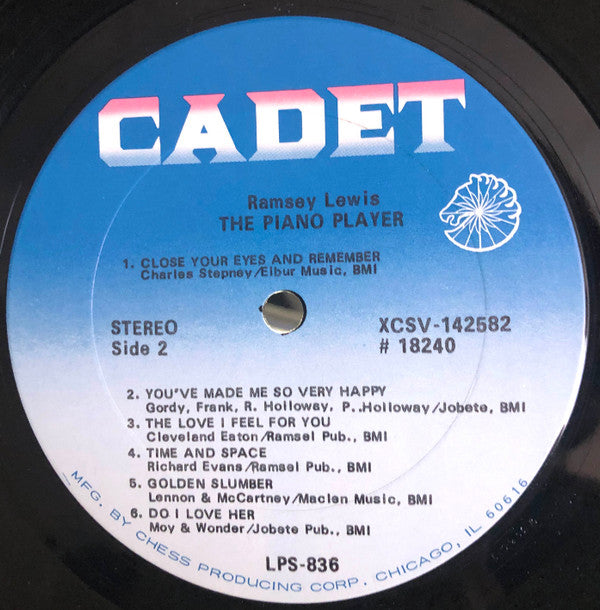 CADET
Ramsey Lewis
THE PIANO PLAYER
1. CLOSE YOUR EYES AND REMEMBER
Charles Stepney/Elbur Music, BMI
STEREO
Side 2
XCSV-142582
# 18240
2. YOU'VE MADE ME SO VERY HAPPY
Gordy, Frank, R. Holloway, P..Holloway/Jobete, BMI
3. THE LOVE I FEEL FOR YOU
Cleveland Eaton/Ramsel Pub., BMI
4. TIME AND SPACE
Richard Evans/Ramsel Pub., BMI
5. GOLDEN SLUMBER
Lennon & McCartney/Maclen Music, BMI
6. DO I LOVE HER
Moy & Wonder/Jobete Pub., BMI
LPS-836
MFG. BY CHESS PRODUCING CORP. CHICAGO, IL 60616